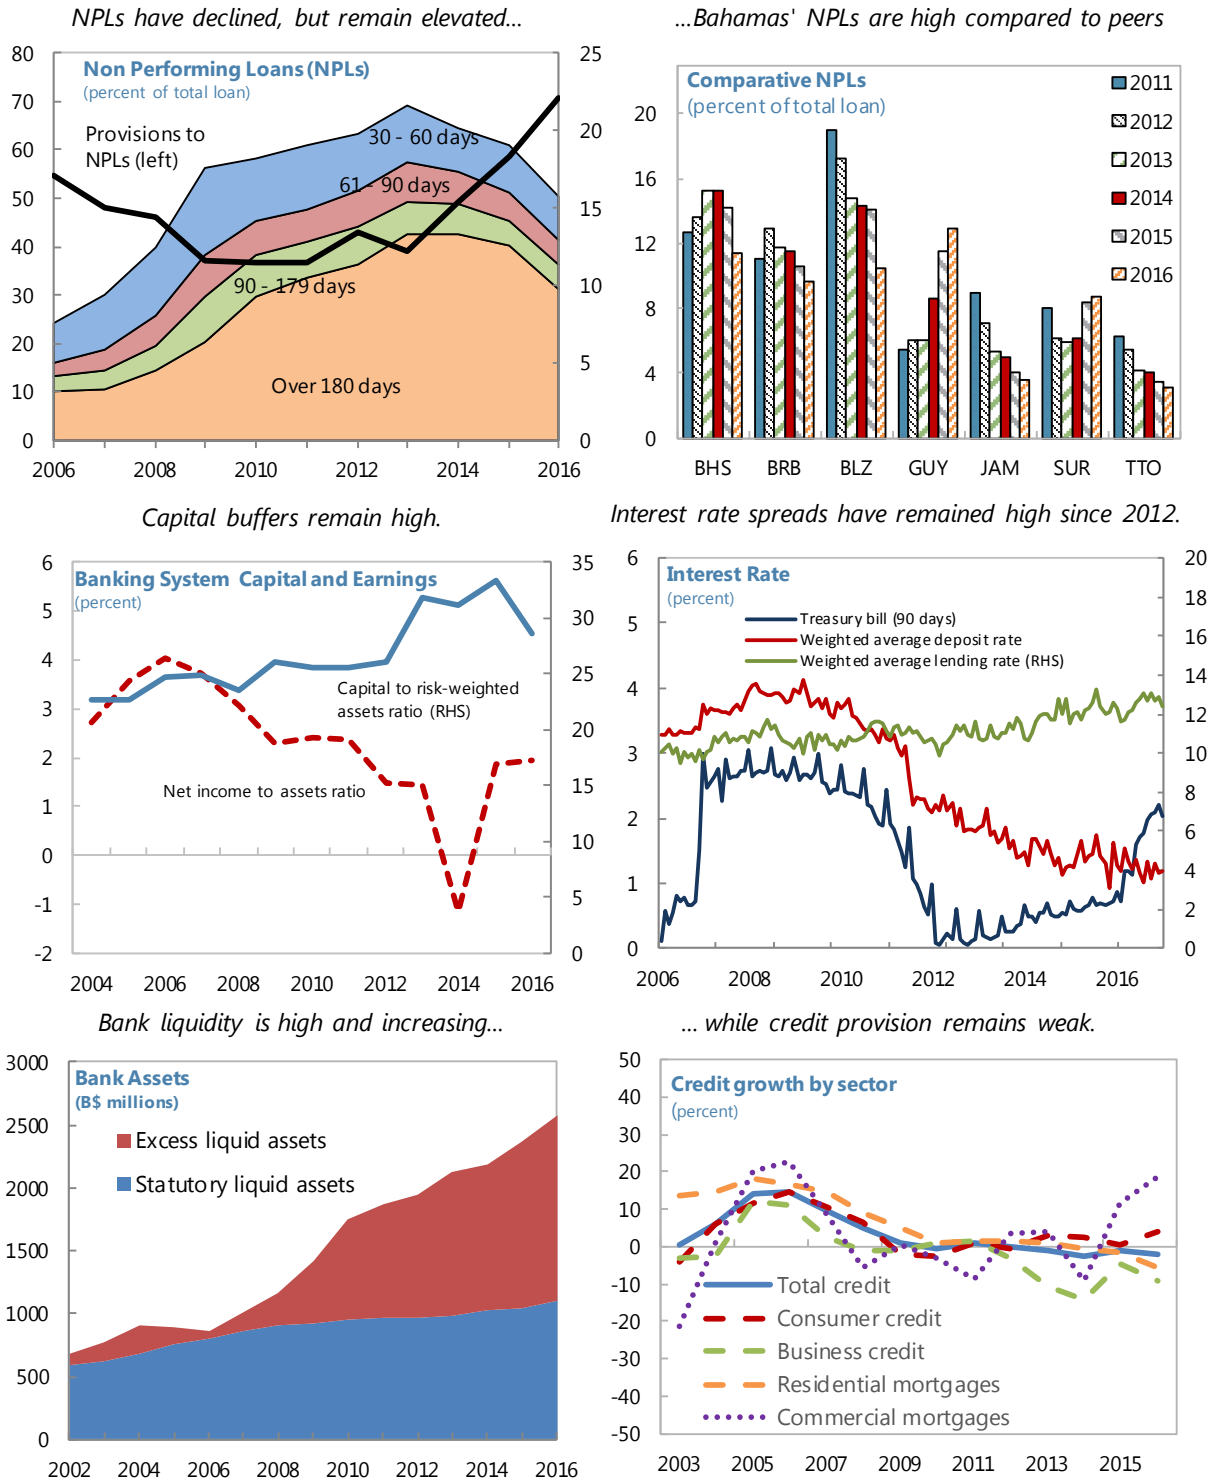 NPLs have declined, but remain elevated...
80
70
60
50
40
30
20
10
0
25
20
15
10
5
0
Non Performing Loans (NPLs)
(percent of total loan)
Provisions to
NPLs (left)
30 - 60 days
61 - 90 days
90 - 179 days
Over 180 days
2006 2008 2010 2012 2014 2016
...Bahamas' NPLs are high compared to peers
20
16
12
8
4
0
Comparative NPLs
(percent of total loan)
2011
2012
2013
2014
2015
2016
BHS BRB BLZ GUY JAM SUR TTO
Capital buffers remain high.
6
5
4
3
2
1
0
-1
-2
35
30
25
20
15
10
5
0
Banking System Capital and Earnings
(percent)
Capital to risk-weighted
assets ratio (RHS)
Net income to assets ratio
2004 2006 2008 2010 2012 2014 2016
Interest rate spreads have remained high since 2012.
6
5
4
3
2
1
0
20
18
16
14
12
10
8
6
4
2
0
Interest Rate
(percent)
Treasury bill (90 days)
Weighted average deposit rate
Weighted average lending rate (RHS)
2006 2008 2010 2012 2014 2016
Bank liquidity is high and increasing...
3000
2500
2000
1500
1000
500
0
Bank Assets
(B$ millions)
Excess liquid assets
Statutory liquid assets
2002 2004 2006 2008 2010 2012 2014 2016
... while credit provision remains weak.
50
40
30
20
10
0
-10
-20
-30
-40
-50
Credit growth by sector
(percent)
Total credit
Consumer credit
Business credit
Residential mortgages
Commercial mortgages
2003 2005 2007 2009 2011 2013 2015